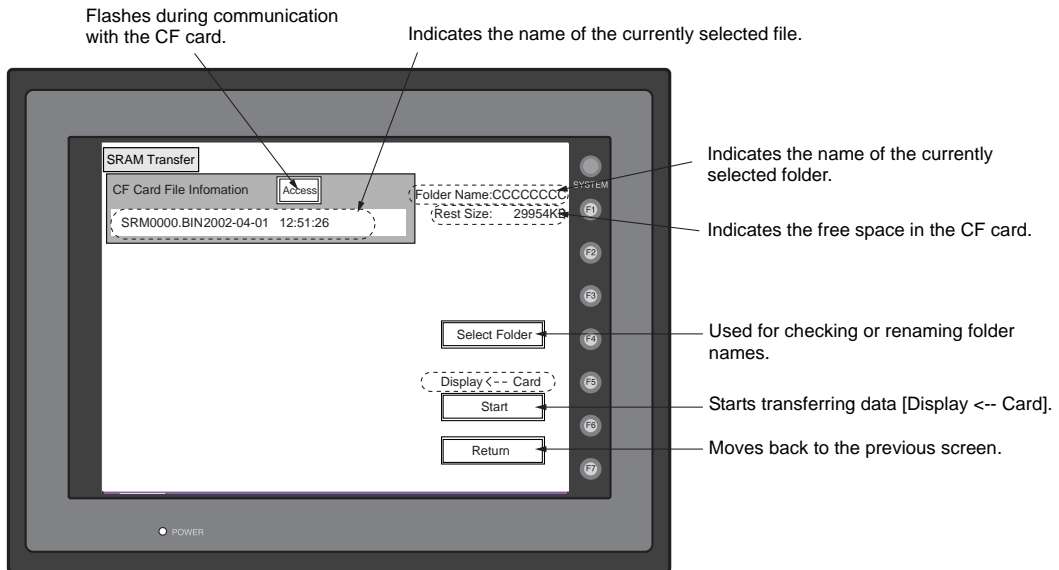 Flashes during communication
with the CF card.
Indicates the name of the currently selected file.
SRAM Transfer
CF Card File Infomation
Access
SRM0000.BIN2002-04-01 12:51:26
Folder Name:CCCCCCCC
Rest Size: 29954KB
SYSTEM
F1
F2
F3
F4
F5
F6
F7
Indicates the name of the currently
selected folder.
Indicates the free space in the CF card.
Select Folder
Used for checking or renaming folder
names.
Display <-- Card
Start
Starts transferring data [Display <-- Card].
Return
Moves back to the previous screen.
POWER